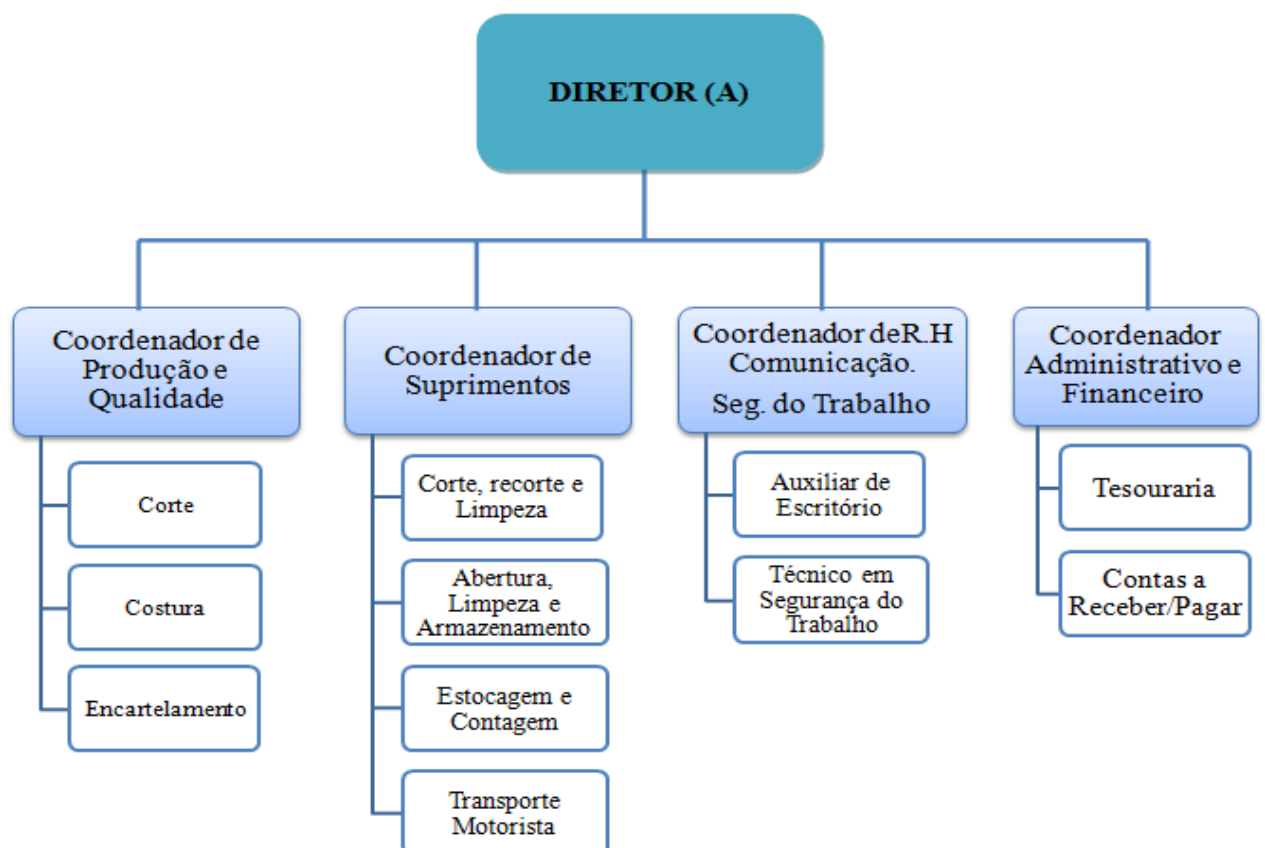 DIRETOR (A)
Coordenador de
Produção e
Qualidade
Corte
Costura
Encartelamento
Coordenador de
Suprimentos
Corte, recorte e
Limpeza
Abertura,
Limpeza e
Armazenamento
Estocagem e
Contagem
Transporte
Motorista
Coordenador deR.H
Comunicação.
Seg. do Trabalho
Auxiliar de
Escritório
Técnico em
Segurança do
Trabalho
Coordenador
Administrativo e
Financeiro
Tesouraria
Contas a
Receber/Pagar